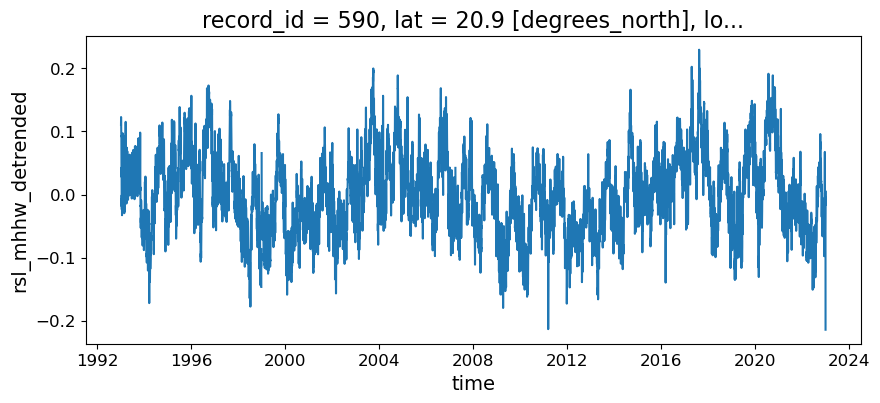 record_id = 590, lat = 20.9 [degrees_north], lo...
rsl_mhhw_detrended
0.2
0.1
0.0
−0.1
−0.2
1992 1996 2000 2004 2008 2012 2016 2020 2024
time